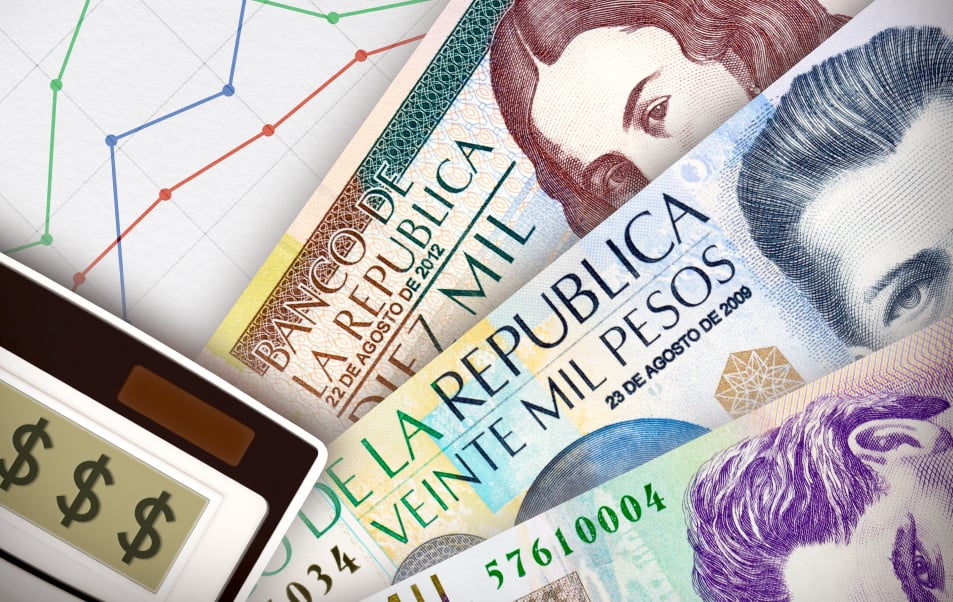 BANCO DE
LA REPUBLICA
22 DE AGOSTO DE 2012
DIEZ MIL
DE LA REPUBLICA
VEINTE MIL PESOS
23 DE AGOSTO DE 2009
034
57610004
MIL
$ $ $